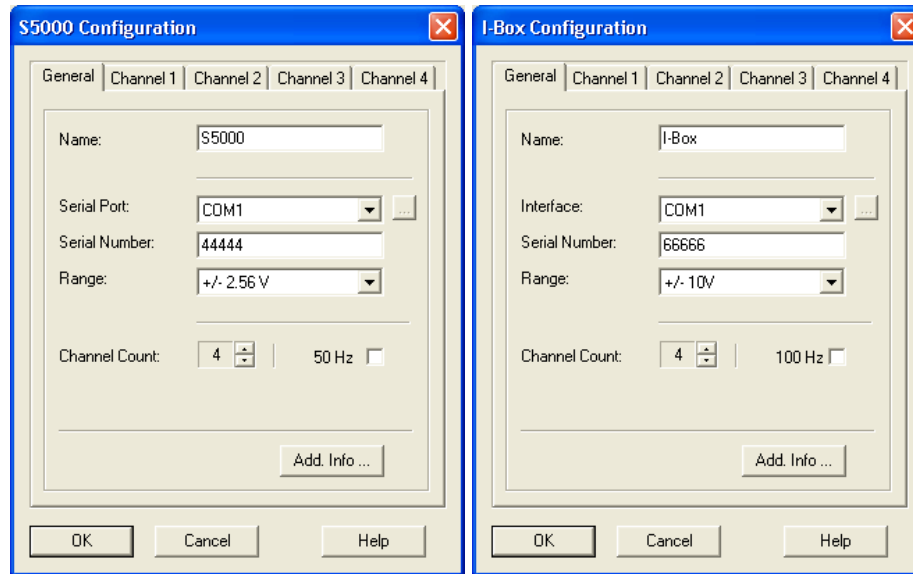 S5000 Configuration
General Channel 1 Channel 2 Channel 3 Channel 4
Name: S5000
Serial Port: COM1 ...
Serial Number: 44444
Range: +/- 2.56 V
Channel Count: 4 50 Hz
Add. Info ...
OK Cancel Help
I-Box Configuration
General Channel 1 Channel 2 Channel 3 Channel 4
Name: I-Box
Interface: COM1 ...
Serial Number: 66666
Range: +/- 10V
Channel Count: 4 100 Hz
Add. Info ...
OK Cancel Help